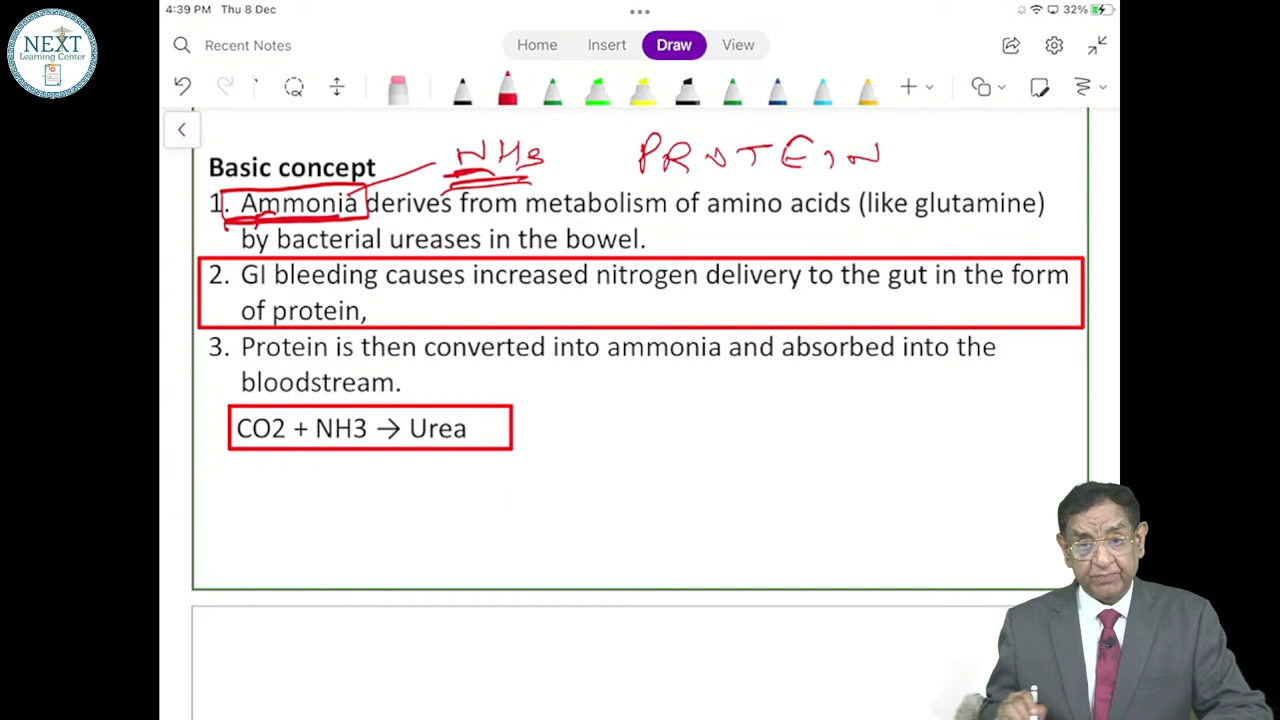 4:39 PM Thu 8 Dec
32%
NEXT
Learning Center
Recent Notes
Home Insert Draw View
NH3 PROTEIN
Basic concept
1. Ammonia derives from metabolism of amino acids (like glutamine)
by bacterial ureases in the bowel.
2. GI bleeding causes increased nitrogen delivery to the gut in the form
of protein,
3. Protein is then converted into ammonia and absorbed into the
bloodstream.
CO2 + NH3 → Urea